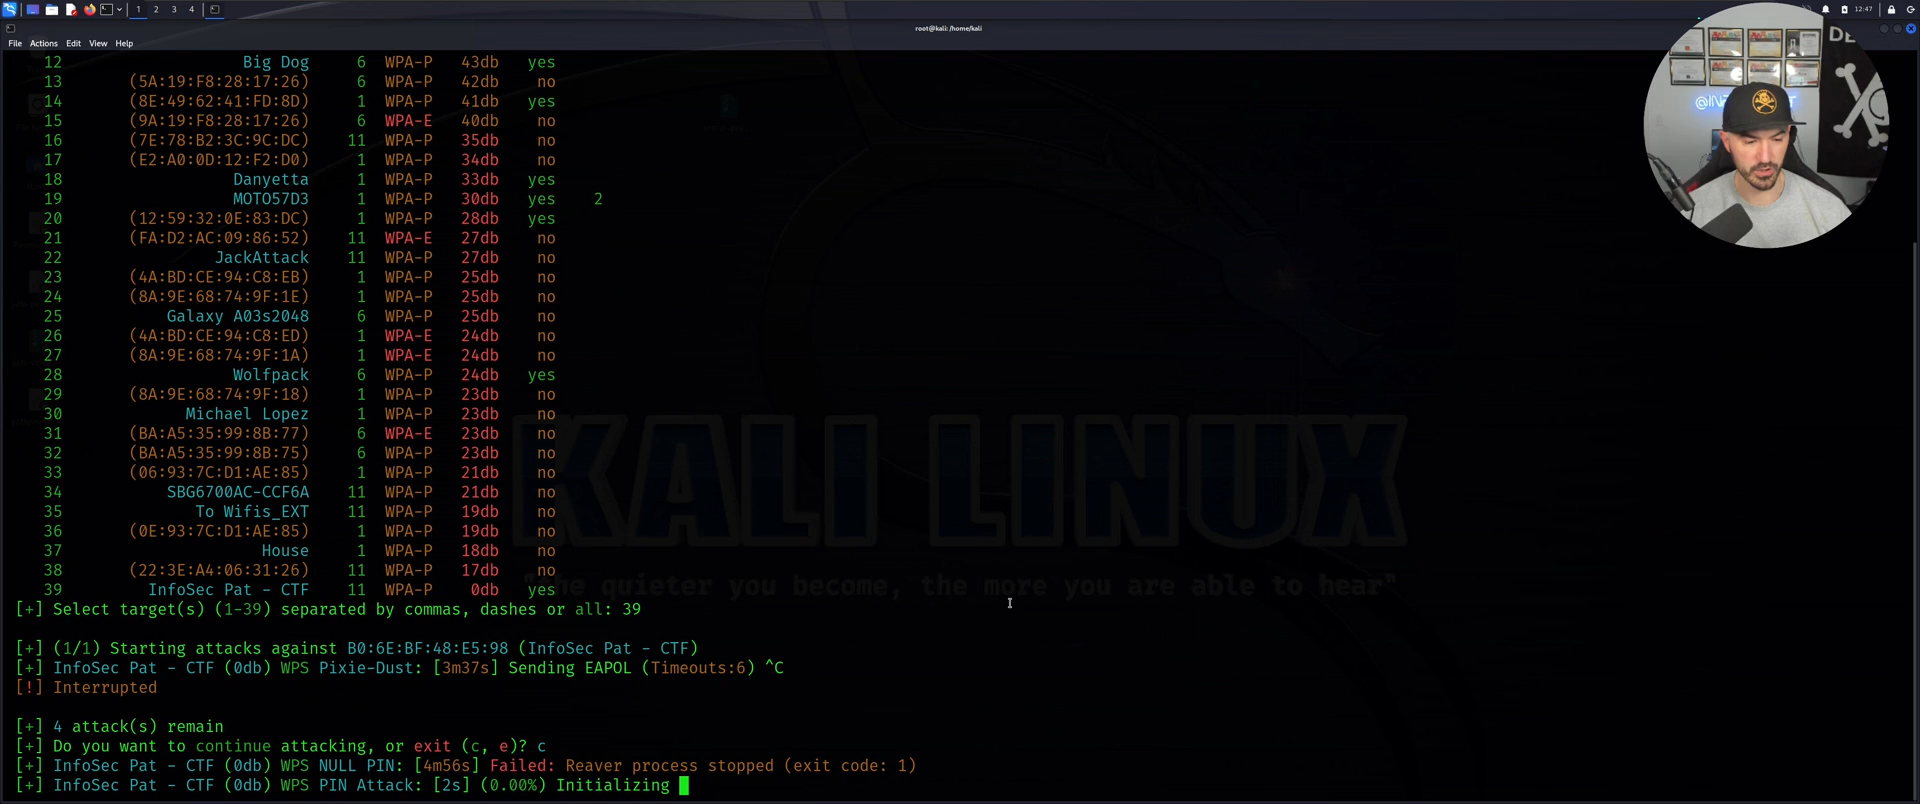 1 2 3 4
12:47
root@kali: /home/kali
File Actions Edit View Help
12 Big Dog 6 WPA-P 43db yes
13 (5A:19:F8:28:17:26) 6 WPA-P 42db no
14 (8E:49:62:41:FD:8D) 1 WPA-P 41db yes
15 (9A:19:F8:28:17:26) 6 WPA-E 40db no
16 (7E:78:B2:3C:9C:DC) 11 WPA-P 35db no
17 (E2:A0:0D:12:F2:D0) 1 WPA-P 34db no
18 Danyetta 1 WPA-P 33db yes
19 MOTO57D3 1 WPA-P 30db yes 2
20 (12:59:32:0E:83:DC) 1 WPA-P 28db yes
21 (FA:D2:AC:09:86:52) 11 WPA-E 27db no
22 JackAttack 11 WPA-P 27db no
23 (4A:BD:CE:94:C8:EB) 1 WPA-P 25db no
24 (8A:9E:68:74:9F:1E) 1 WPA-P 25db no
25 Galaxy A03s2048 6 WPA-P 25db no
26 (4A:BD:CE:94:C8:ED) 1 WPA-E 24db no
27 (8A:9E:68:74:9F:1A) 1 WPA-E 24db no
28 Wolfpack 6 WPA-P 24db yes
29 (8A:9E:68:74:9F:18) 1 WPA-P 23db no
30 Michael Lopez 1 WPA-P 23db no
31 (BA:A5:35:99:8B:77) 6 WPA-E 23db no
32 (BA:A5:35:99:8B:75) 6 WPA-P 23db no
33 (06:93:7C:D1:AE:85) 1 WPA-P 21db no
34 SBG6700AC-CCF6A 11 WPA-P 21db no
35 To Wifis_EXT 11 WPA-P 19db no
36 (0E:93:7C:D1:AE:85) 1 WPA-P 19db no
37 House 1 WPA-P 18db no
38 (22:3E:A4:06:31:26) 11 WPA-P 17db no
39 InfoSec Pat - CTF 11 WPA-P 0db yes
[+] Select target(s) (1-39) separated by commas, dashes or all: 39
[+] (1/1) Starting attacks against B0:6E:BF:48:E5:98 (InfoSec Pat - CTF)
[+] InfoSec Pat - CTF (0db) WPS Pixie-Dust: [3m37s] Sending EAPOL (Timeouts:6) ^C
[!] Interrupted
[+] 4 attack(s) remain
[+] Do you want to continue attacking, or exit (c, e)? c
[+] InfoSec Pat - CTF (0db) WPS NULL PIN: [4m56s] Failed: Reaver process stopped (exit code: 1)
[+] InfoSec Pat - CTF (0db) WPS PIN Attack: [2s] (0.00%) Initializing
KALI LINUX
"the quieter you become, the more you are able to hear"
DE